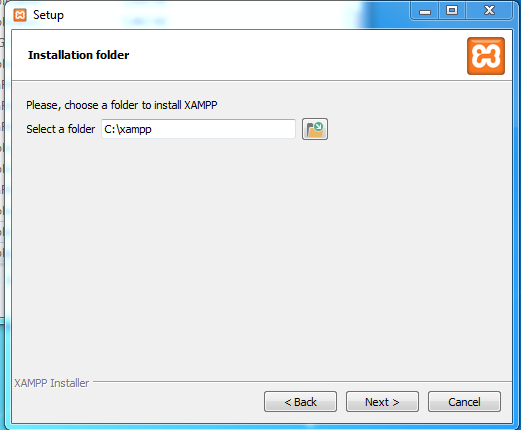 Setup
Installation folder
Please, choose a folder to install XAMPP
Select a folder C:\xampp
XAMPP Installer
< Back Next > Cancel